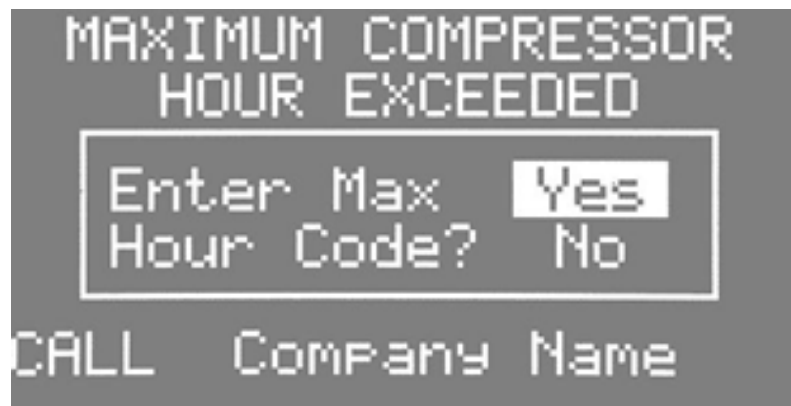 MAXIMUM COMPRESSOR
HOUR EXCEEDED
Enter Max Yes
Hour Code? No
CALL Company Name